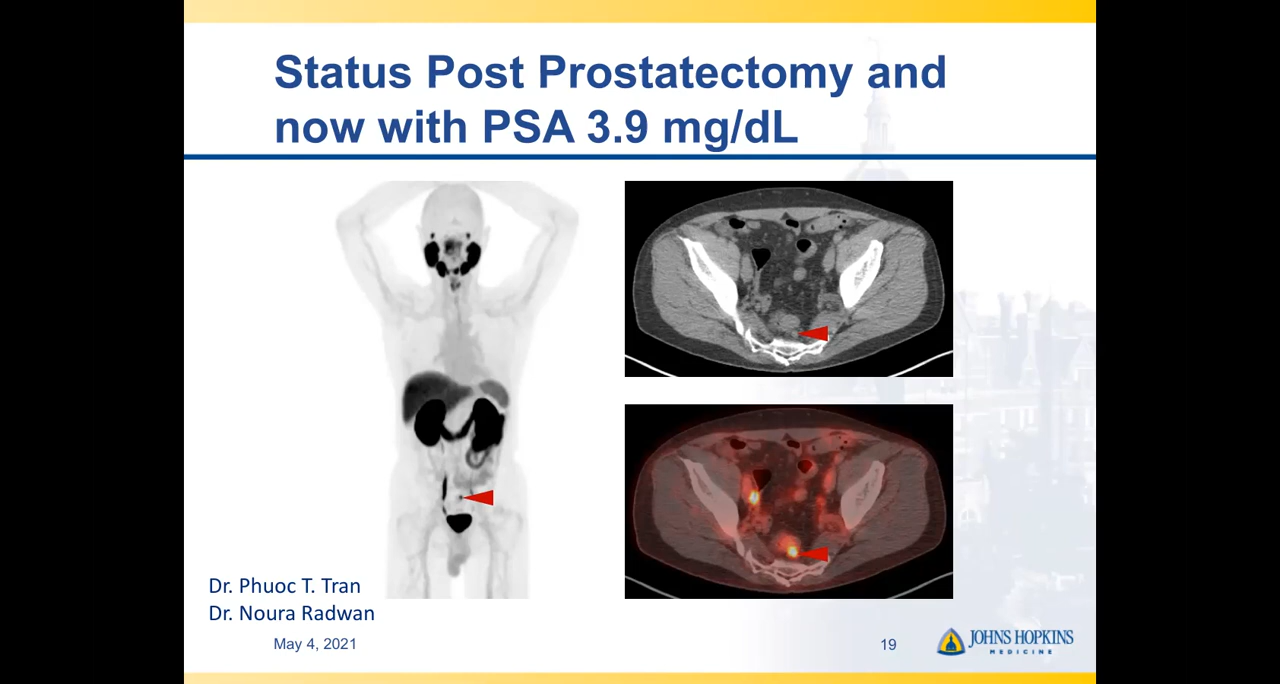 Status Post Prostatectomy and
now with PSA 3.9 mg/dL
Dr. Phuoc T. Tran
Dr. Noura Radwan
May 4, 2021
19
JOHNS HOPKINS
MEDICINE